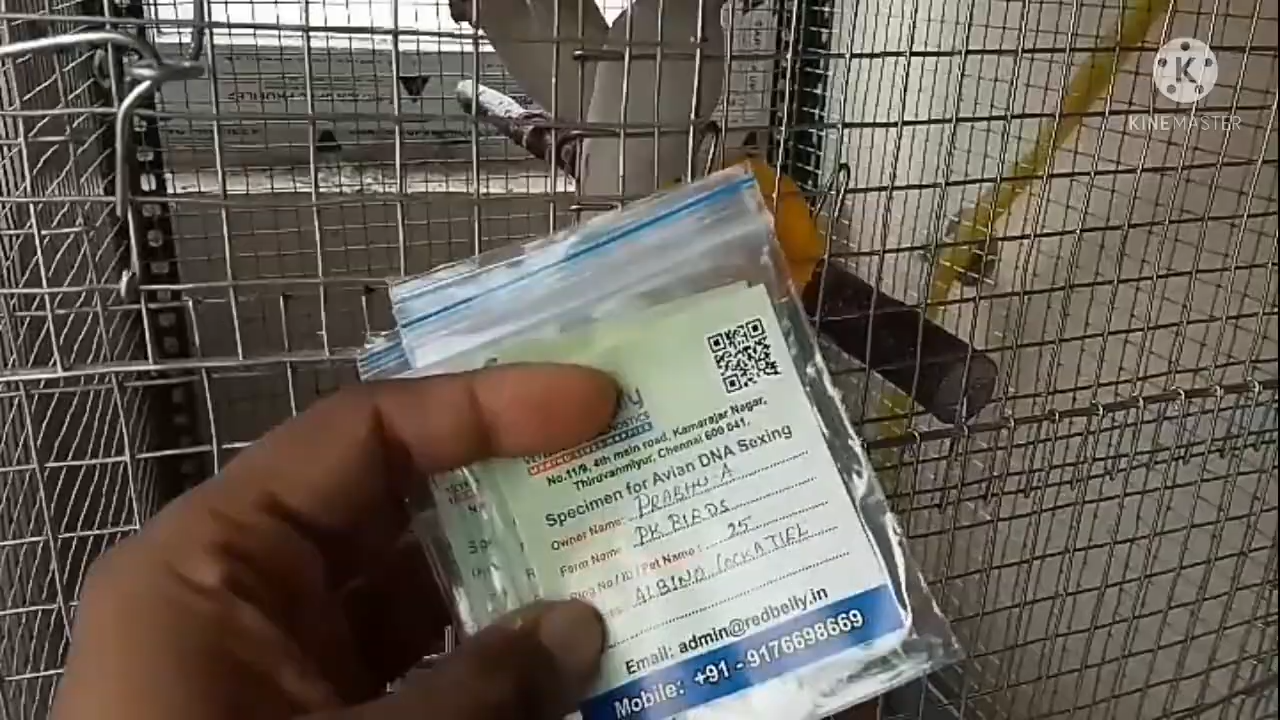 KINEMASTER
No.11/9, 4th main road, Kamarajar Nagar,
Thiruvanmiyur, Chennai 600 041.
Specimen for Avian DNA Sexing
Owner Name: PRABHU-A
Form Name PK BIRDS
Ring No / ID / Pet Name : 25
ALBINO COCKATIEL
Email: admin@redbelly.in
Mobile: +91 - 9176698669